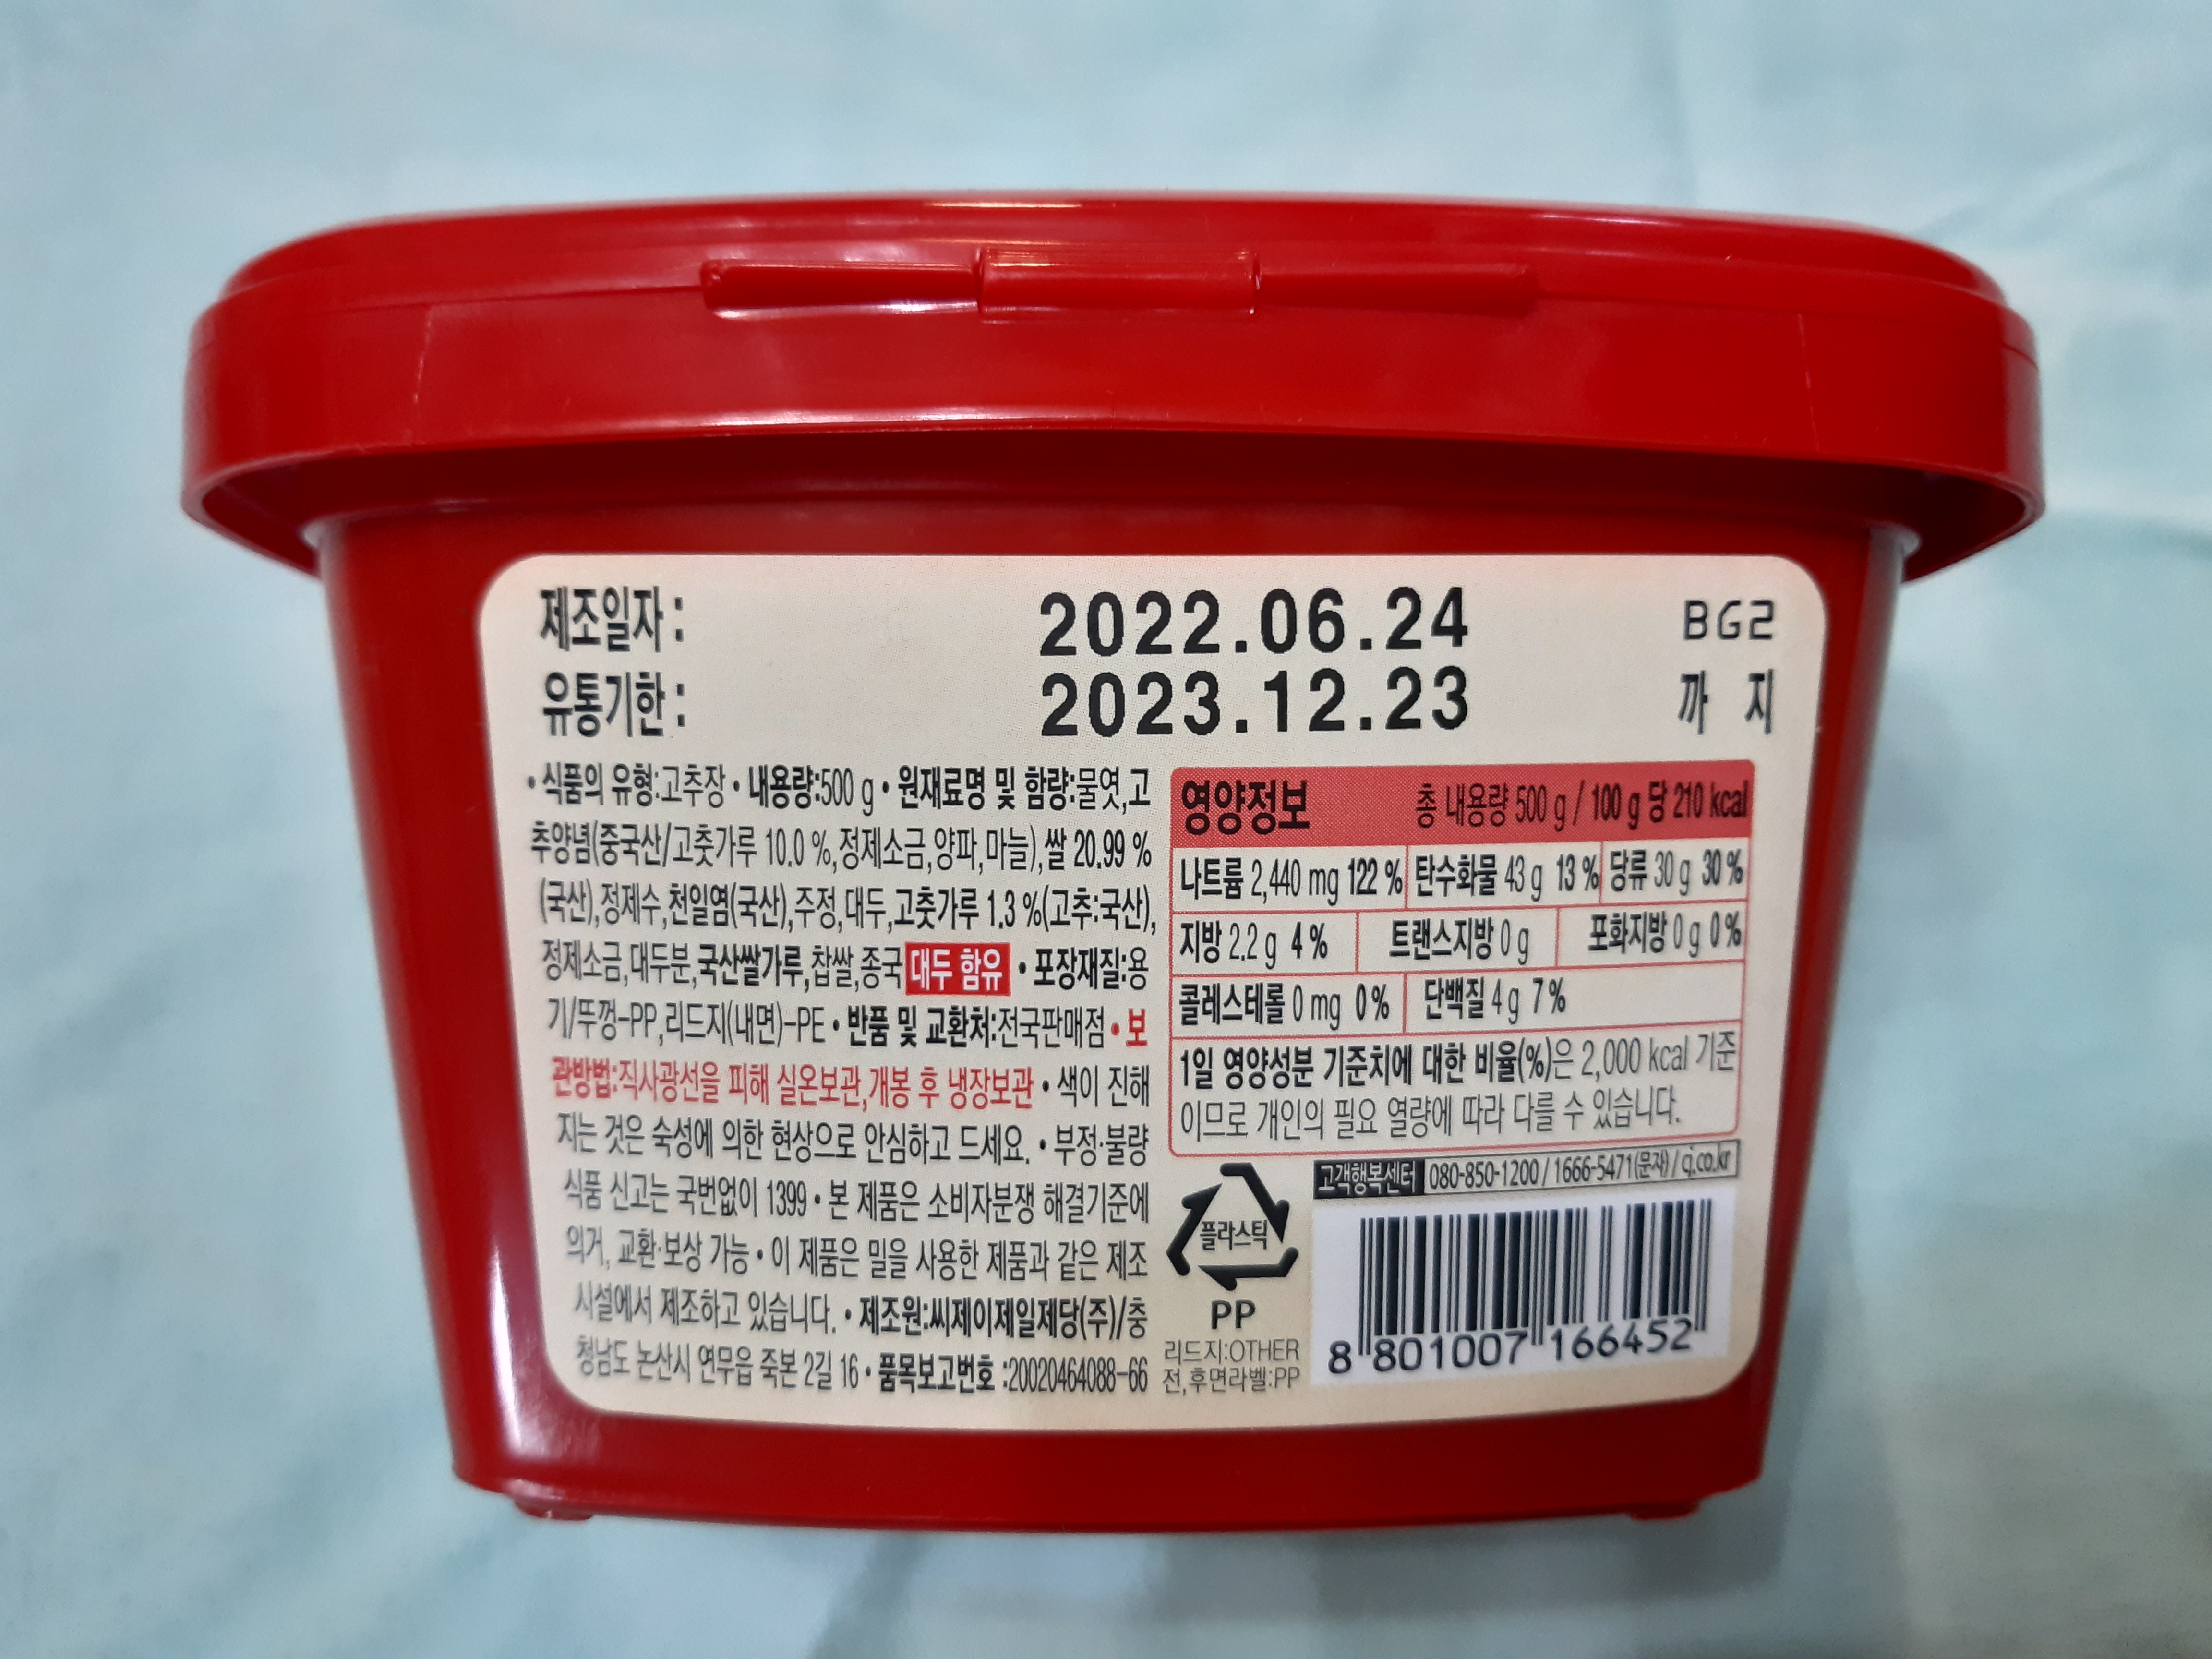 제조일자 : 2022.06.24 BG2
유통기한 : 2023.12.23 까 지
• 식품의 유형:고추장 • 내용량:500 g • 원재료명 및 함량:물엿,고
추양념(중국산/고춧가루 10.0 %,정제소금,양파,마늘),쌀 20.99 %
(국산),정제수,천일염(국산),주정,대두,고춧가루 1.3 %(고추:국산),
정제소금,대두분,국산쌀가루,찹쌀,종국 대두 함유 • 포장재질:용
기/뚜껑-PP,리드지(내면)-PE • 반품 및 교환처:전국판매점 • 보
관방법:직사광선을 피해 실온보관,개봉 후 냉장보관 • 색이 진해
지는 것은 숙성에 의한 현상으로 안심하고 드세요. • 부정·불량
식품 신고는 국번없이 1399 • 본 제품은 소비자분쟁 해결기준에
의거, 교환·보상 가능 • 이 제품은 밀을 사용한 제품과 같은 제조
시설에서 제조하고 있습니다. • 제조원:씨제이제일제당(주)/충
청남도 논산시 연무읍 죽본 2길 16 • 품목보고번호 :20020464088-66
영양정보 총 내용량 500 g / 100 g 당 210 kcal
나트륨 2,440 mg 122 % 탄수화물 43 g 13 % 당류 30 g 30 %
지방 2.2 g 4 % 트랜스지방 0 g 포화지방 0 g 0 %
콜레스테롤 0 mg 0 % 단백질 4 g 7 %
1일 영양성분 기준치에 대한 비율(%)은 2,000 kcal 기준
이므로 개인의 필요 열량에 따라 다를 수 있습니다.
고객행복센터 080-850-1200 / 1666-5471(문자) / cj.co.kr
플라스틱
PP
리드지:OTHER
전,후면라벨:PP
8 801007 166452